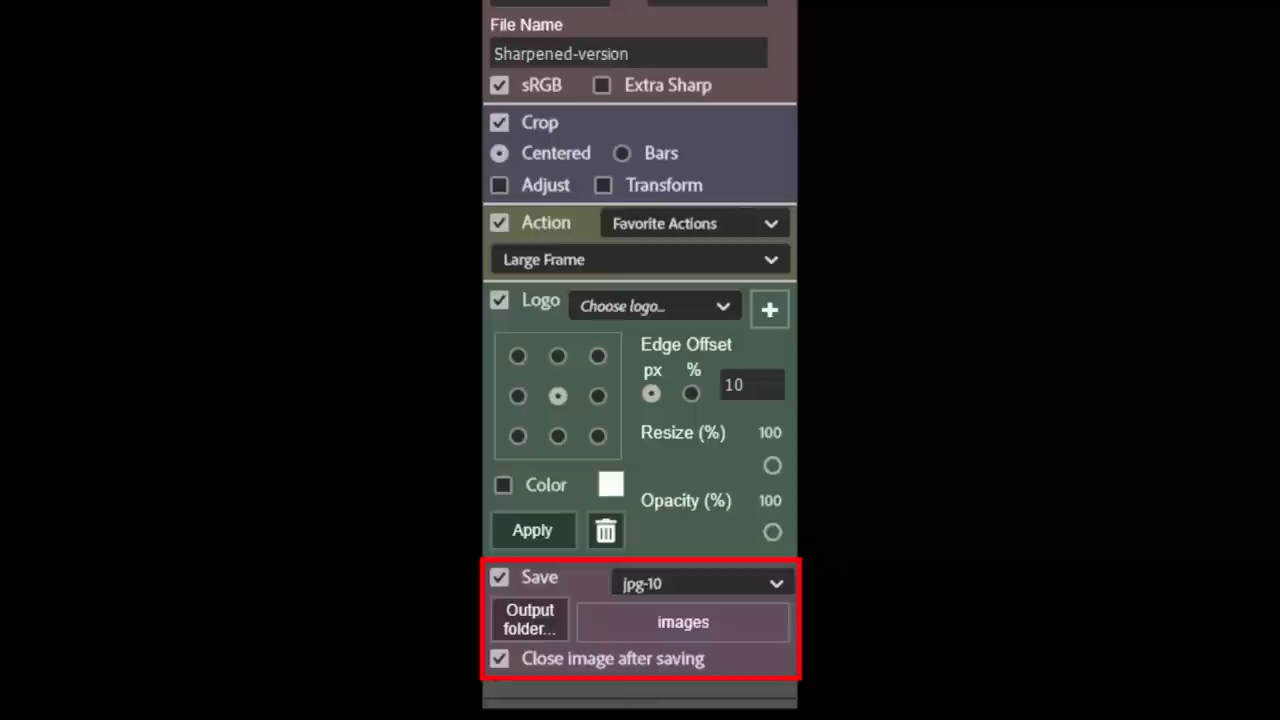 File Name
Sharpened-version
sRGB Extra Sharp
Crop
Centered Bars
Adjust Transform
Action Favorite Actions
Large Frame
Logo Choose logo...
Edge Offset
px %
10
Resize (%) 100
Color
Opacity (%) 100
Apply
Save jpg-10
Output
folder...
images
Close image after saving